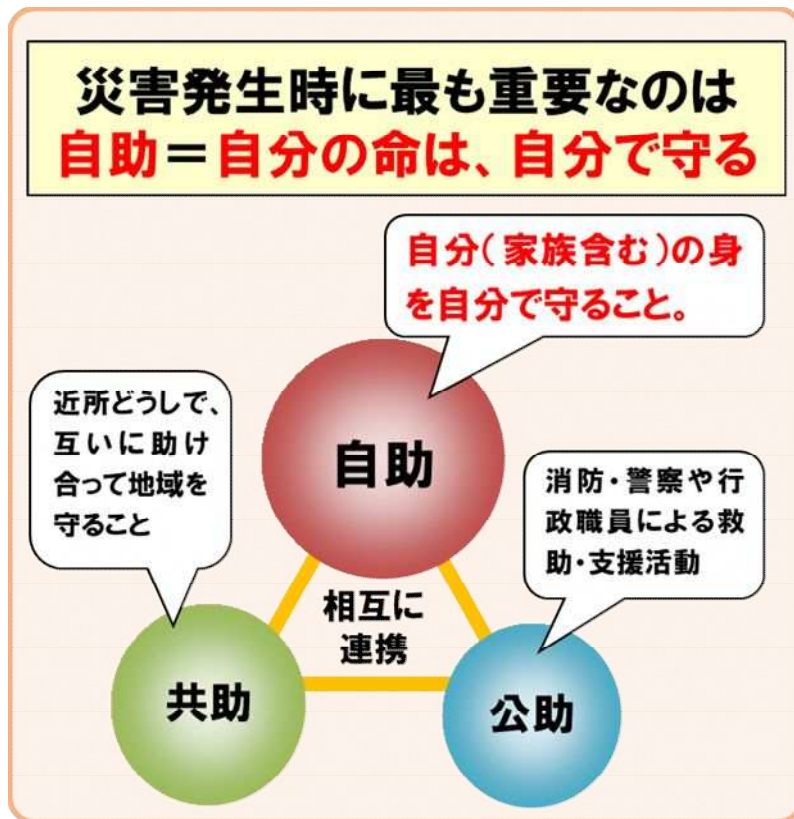 災害発生時に最も重要なのは
自助＝自分の命は、自分で守る
自分（家族含む）の身
を自分で守ること。
近所どうしで、
互いに助け
合って地域を
守ること
自助
消防・警察や行
政職員による救
助・支援活動
相互に
連携
共助
公助